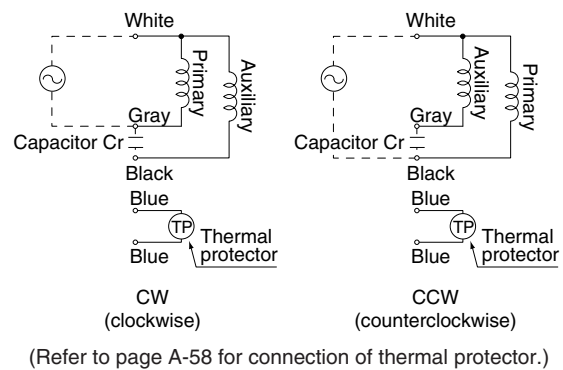 White
Primary
Auxiliary
Gray
Capacitor Cr
Black
Blue
TP
Thermal
protector
Blue
CW
(clockwise)
White
Auxiliary
Primary
Gray
Capacitor Cr
Black
Blue
TP
Thermal
protector
Blue
CCW
(counterclockwise)
(Refer to page A-58 for connection of thermal protector.)